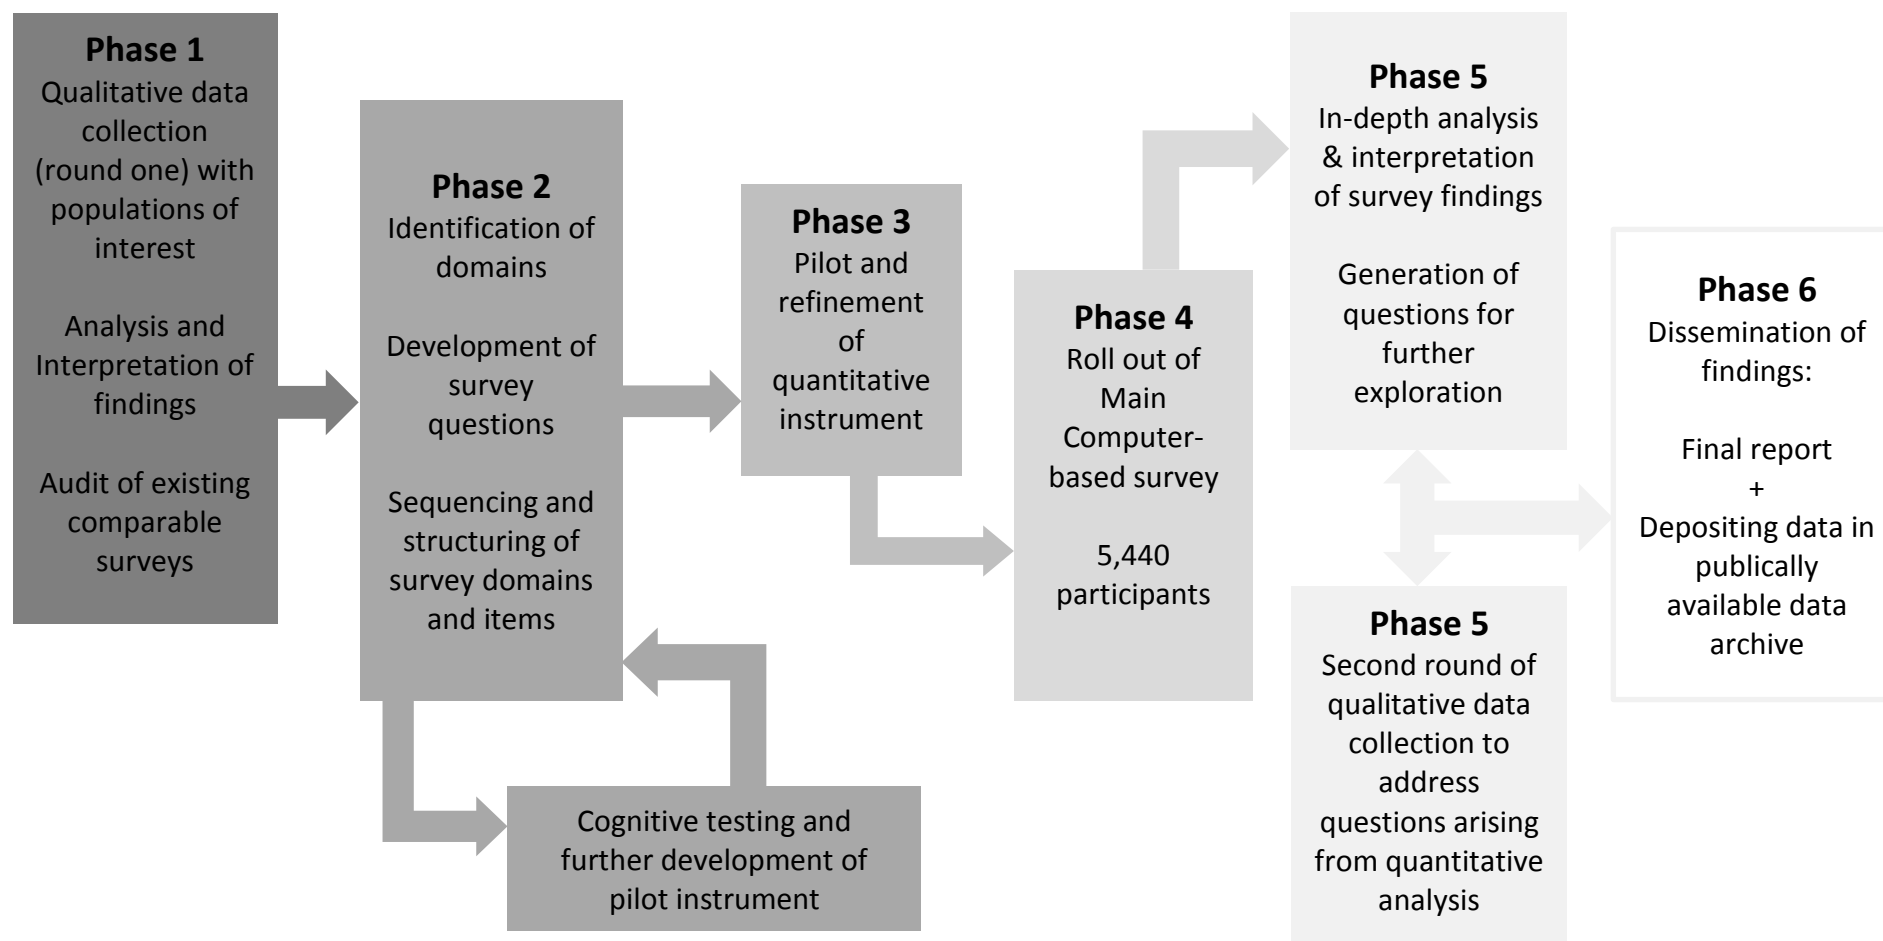 Phase 1
Qualitative data
collection
(round one) with
populations of
interest
Analysis and
Interpretation of
findings
Audit of existing
comparable
surveys
Phase 2
Identification of
domains
Development of
survey
questions
Sequencing and
structuring of
survey domains
and items
Cognitive testing and
further development of
pilot instrument
Phase 3
Pilot and
refinement
of
quantitative
instrument
Phase 4
Roll out of
Main
Computer-
based survey
5,440
participants
Phase 5
In-depth analysis
& interpretation
of survey findings
Generation of
questions for
further
exploration
Phase 5
Second round of
qualitative data
collection to
address
questions arising
from quantitative
analysis
Phase 6
Dissemination of
findings:
Final report
+
Depositing data in
publically
available data
archive